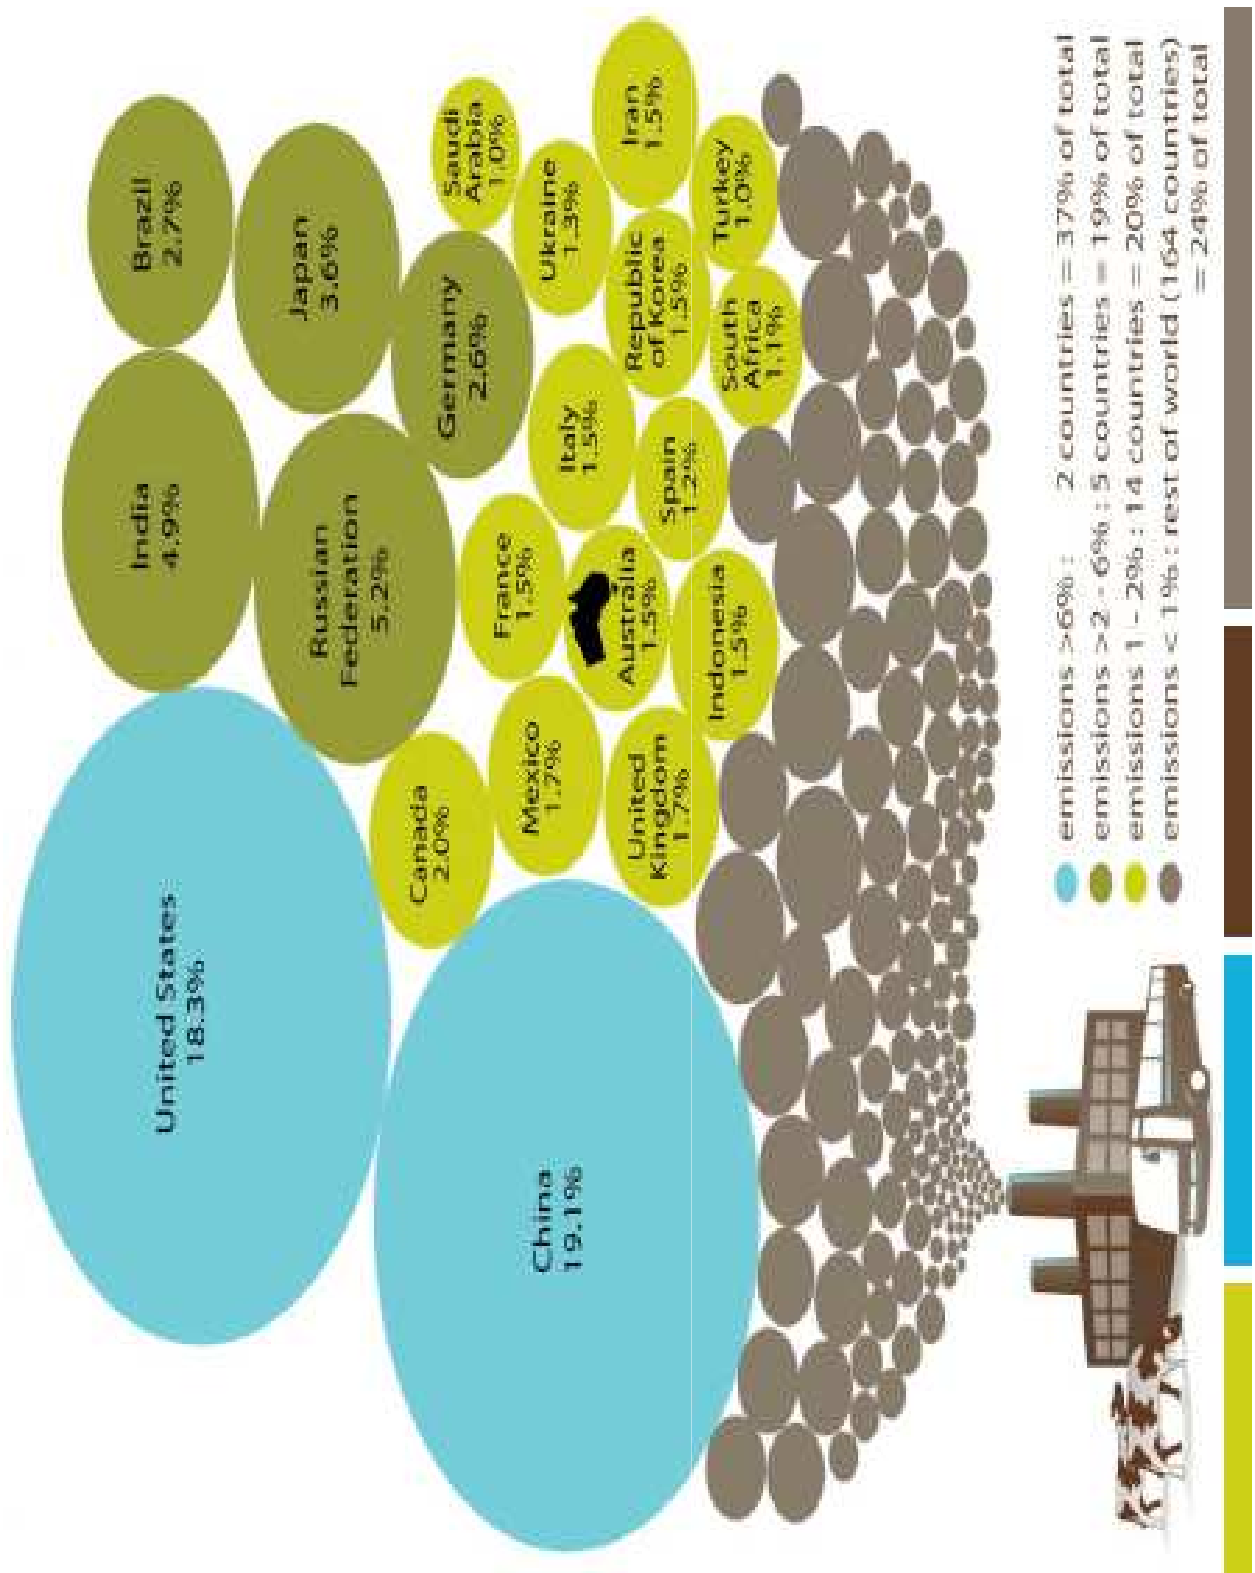 United States
18.3%
China
19.1%
India
4.9%
Brazil
2.7%
Russian
Federation
5.2%
Japan
3.6%
Germany
2.6%
Canada
2.0%
Mexico
1.7%
United
Kingdom
1.7%
France
1.5%
Australia
1.5%
Indonesia
1.5%
Italy
1.5%
Spain
1.2%
Saudi
Arabia
1.0%
Ukraine
1.3%
Republic
of Korea
1.5%
South
Africa
1.1%
Iran
1.5%
Turkey
1.0%
emissions >6% : 2 countries = 37% of total
emissions >2 - 6% : 5 countries = 19% of total
emissions 1 - 2% : 14 countries = 20% of total
emissions < 1% : rest of world (164 countries)
= 24% of total